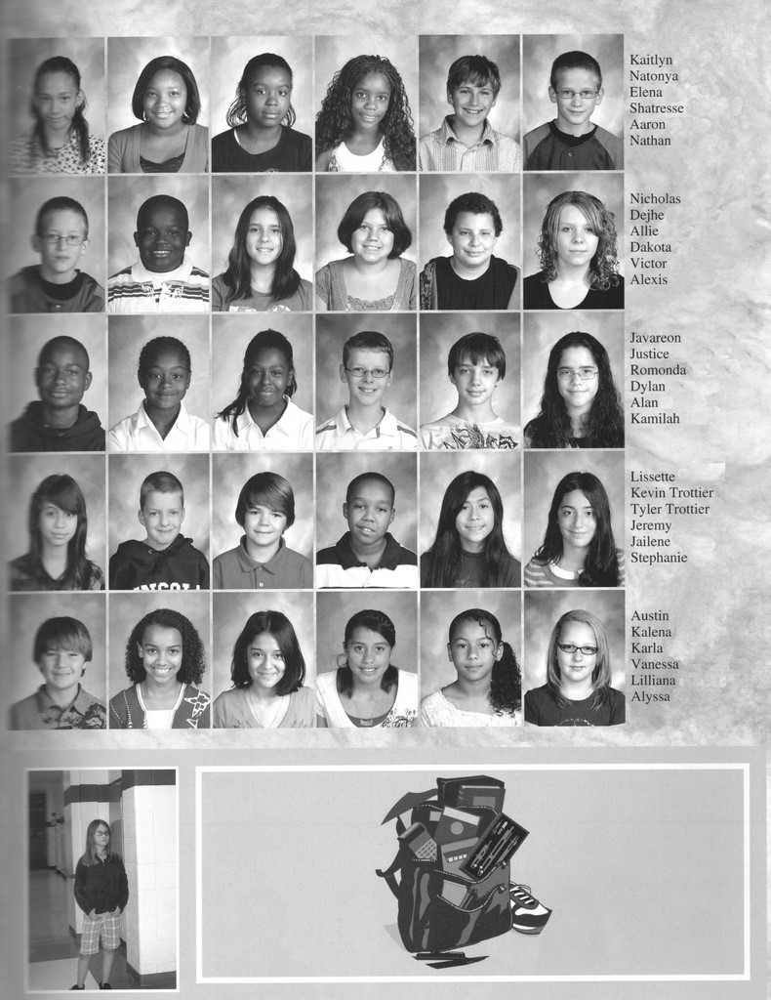 Kaitlyn
Natonya
Elena
Shatresse
Aaron
Nathan
Nicholas
Dejhe
Allie
Dakota
Victor
Alexis
Javareon
Justice
Romonda
Dylan
Alan
Kamilah
Lissette
Kevin Trottier
Tyler Trottier
Jeremy
Jailene
Stephanie
Austin
Kalena
Karla
Vanessa
Lilliana
Alyssa